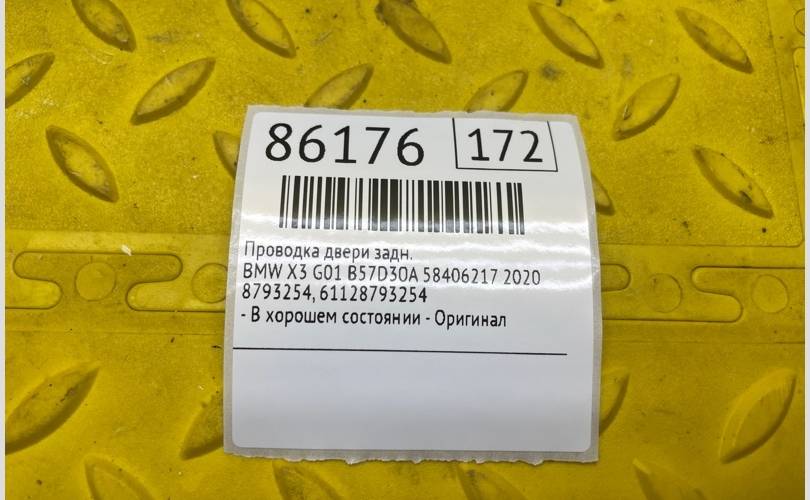 86176 172
Проводка двери задн.
BMW X3 G01 B57D30A 58406217 2020
8793254, 61128793254
- В хорошем состоянии - Оригинал